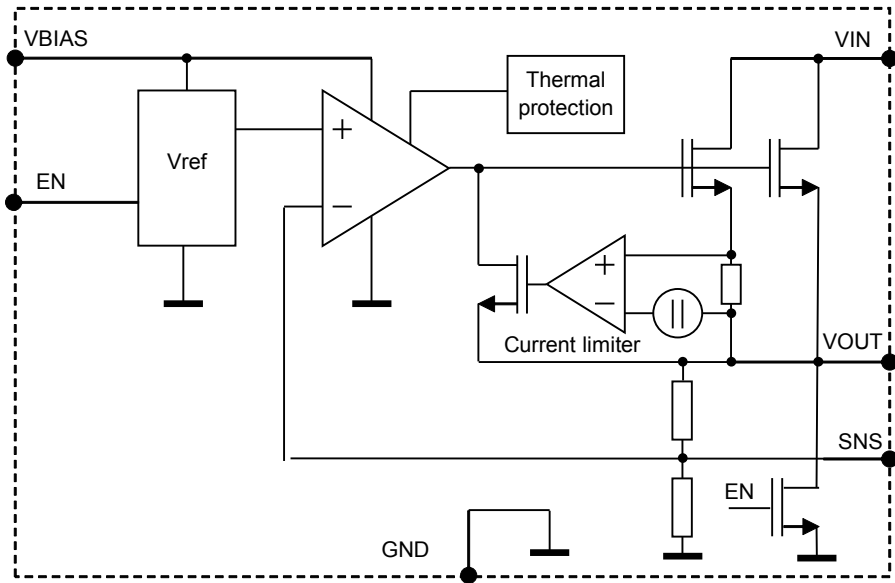 VBIAS
VIN
Thermal
protection
+
Vref
EN
−
+
−
Current limiter
VOUT
SNS
EN
GND